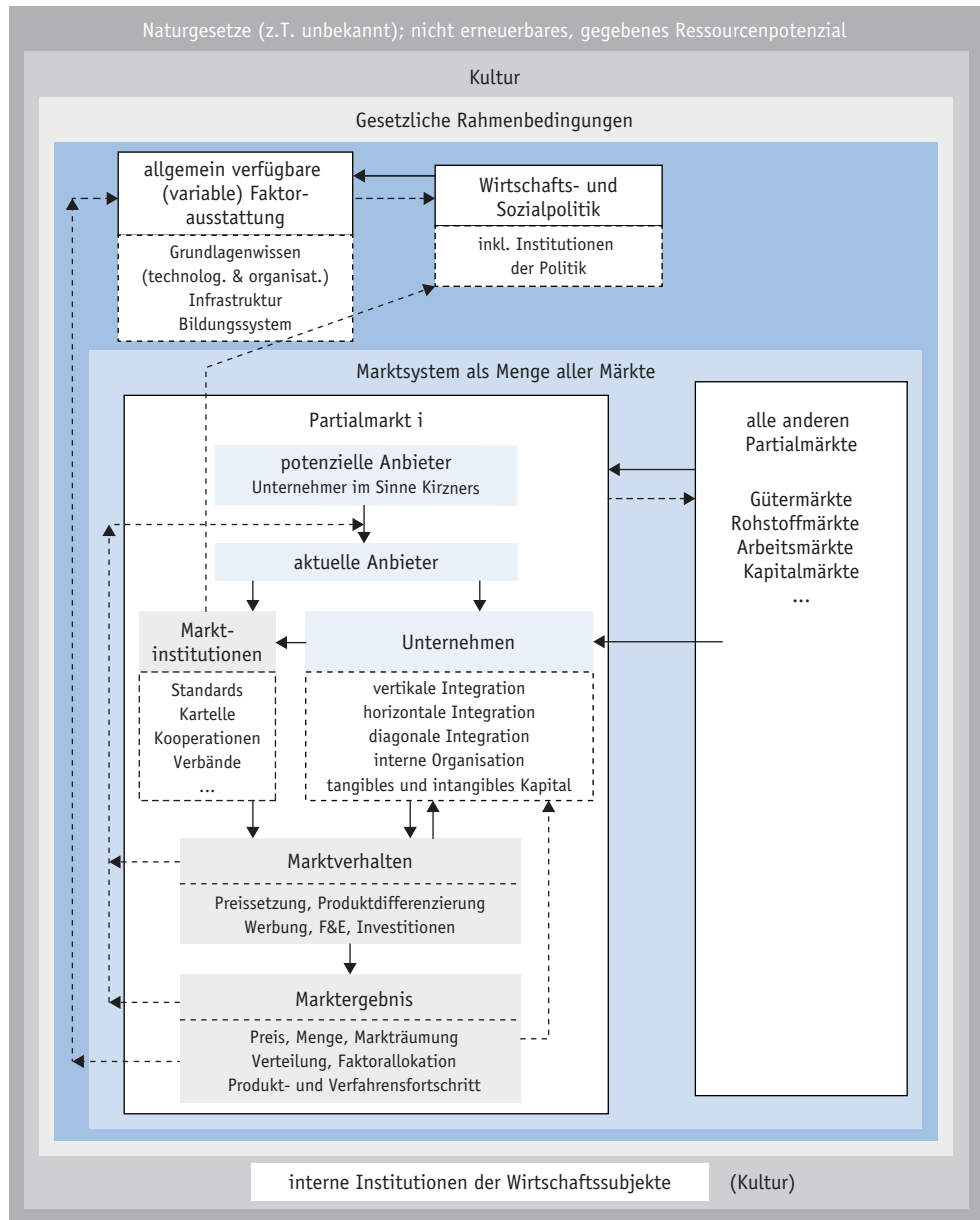 Naturgesetze (z.T. unbekannt); nicht erneuerbares, gegebenes Ressourcenpotenzial
Kultur
Gesetzliche Rahmenbedingungen
allgemein verfügbare
(variable) Faktor-
ausstattung
Grundlagenwissen
(technolog. & organisat.)
Infrastruktur
Bildungssystem
Wirtschafts- und
Sozialpolitik
inkl. Institutionen
der Politik
Marktsystem als Menge aller Märkte
Partialmarkt i
potenzielle Anbieter
Unternehmer im Sinne Kirzners
aktuelle Anbieter
Markt-
institutionen
Standards
Kartelle
Kooperationen
Verbände
...
Unternehmen
vertikale Integration
horizontale Integration
diagonale Integration
interne Organisation
tangibles und intangibles Kapital
Marktverhalten
Preissetzung, Produktdifferenzierung
Werbung, F&E, Investitionen
Marktergebnis
Preis, Menge, Markträumung
Verteilung, Faktorallokation
Produkt- und Verfahrensfortschritt
alle anderen
Partialmärkte
Gütermärkte
Rohstoffmärkte
Arbeitsmärkte
Kapitalmärkte
...
interne Institutionen der Wirtschaftssubjekte
(Kultur)